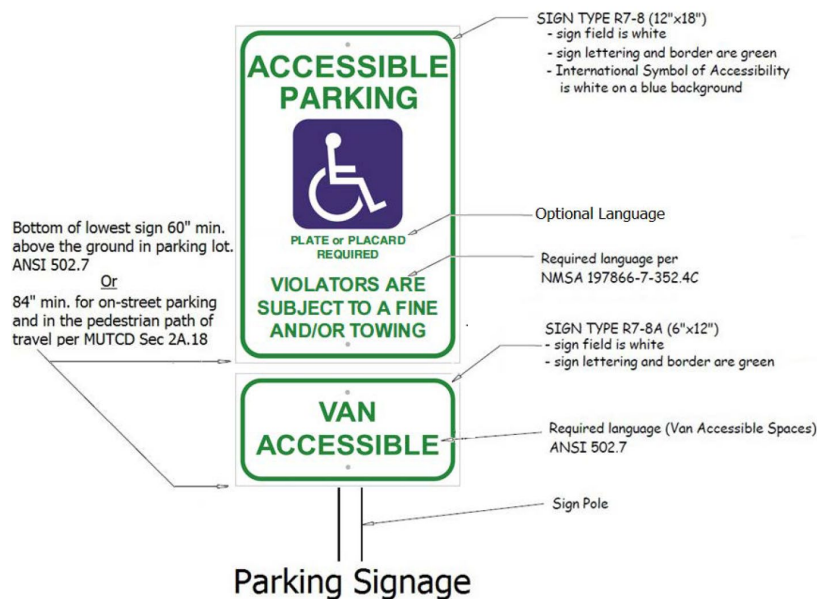 SIGN TYPE R7-8 (12"x18")
- sign field is white
- sign lettering and border are green
- International Symbol of Accessibility
is white on a blue background
ACCESSIBLE
PARKING
Optional Language
PLATE or PLACARD
REQUIRED
Bottom of lowest sign 60" min.
above the ground in parking lot.
ANSI 502.7
Or
84" min. for on-street parking
and in the pedestrian path of
travel per MUTCD Sec 2A.18
Required language per
NMSA 197866-7-352.4C
VIOLATORS ARE
SUBJECT TO A FINE
AND/OR TOWING
SIGN TYPE R7-8A (6"x12")
- sign field is white
- sign lettering and border are green
VAN
ACCESSIBLE
Required language (Van Accessible Spaces)
ANSI 502.7
Sign Pole
Parking Signage